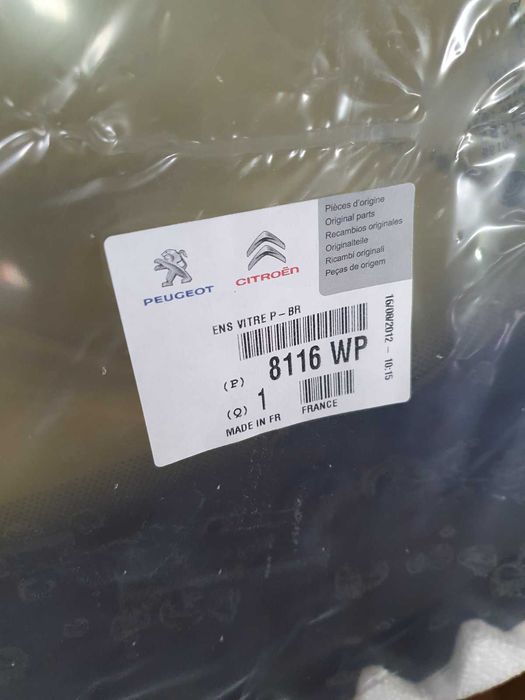 Pièces d'origine
Original parts
Recambios originales
Originalteile
Ricambi originali
Peças de origem
PEUGEOT
CITROËN
ENS VITRE P-BR
(P) 8116 WP
(Q) 1
MADE IN FR FRANCE
16/09/2012 - 10:15